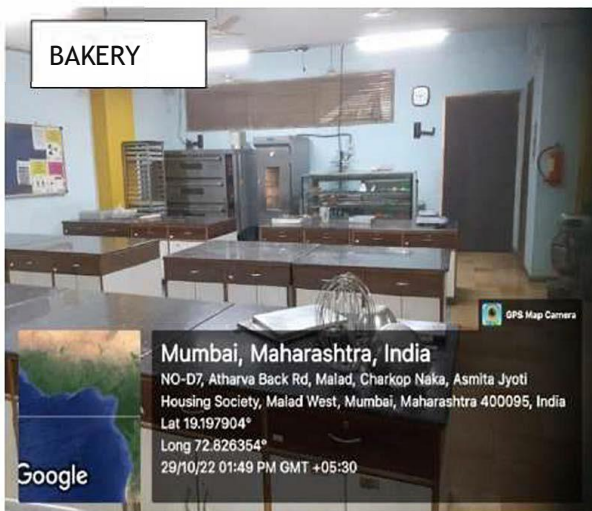 BAKERY
GPS Map Camera
Mumbai, Maharashtra, India
NO-D7, Atharva Back Rd, Malad, Charkop Naka, Asmita Jyoti
Housing Society, Malad West, Mumbai, Maharashtra 400095, India
Lat 19.197904°
Long 72.826354°
29/10/22 01:49 PM GMT +05:30
Google